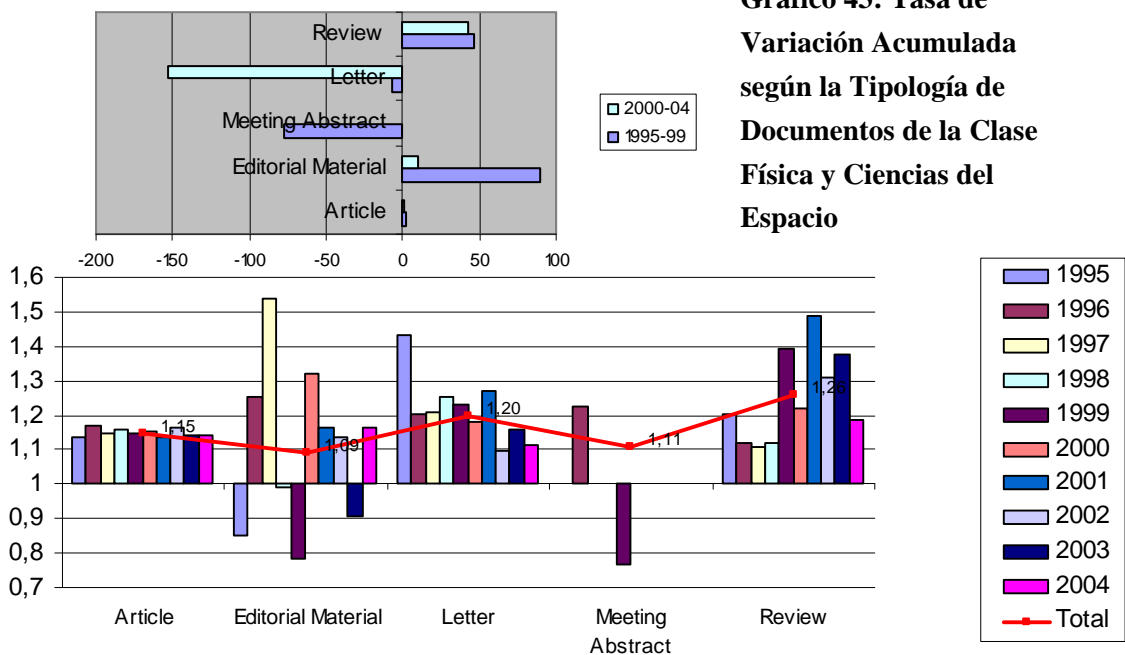 Gráfico 45: Tasa de
Variación Acumulada
según la Tipología de
Documentos de la Clase
Física y Ciencias del
Espacio
Review
Letter
Meeting Abstract
Editorial Material
Article
-200 -150 -100 -50 0 50 100
2000-04
1995-99
1,6
1,5
1,4
1,3
1,2
1,1
1
0,9
0,8
0,7
1,15
1,09
1,20
1,11
1,26
Article Editorial Material Letter Meeting Review
Abstract
1995
1996
1997
1998
1999
2000
2001
2002
2003
2004
Total